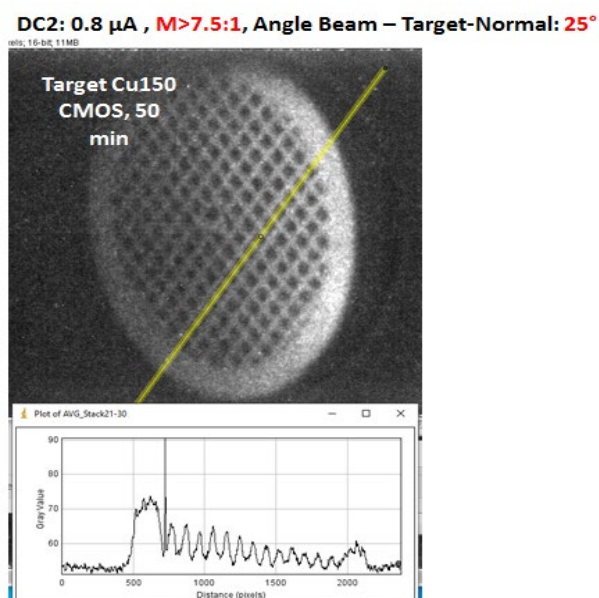 DC2: 0.8 µA , M>7.5:1, Angle Beam – Target-Normal: 25°
xels; 16-bit; 11MB
Target Cu150
CMOS, 50
min
Plot of AVG_Stack21-30
90
80
70
60
Gray Value
0 500 1000 1500 2000
Distance (pixels)